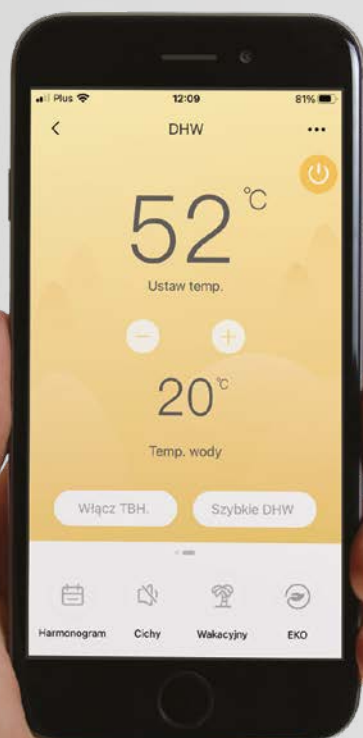 Plus 12:09 81%
DHW
52 °C
Ustaw temp.
20 °C
Temp. wody
Włącz TBH. Szybkie DHW
Harmonogram Cichy Wakacyjny EKO